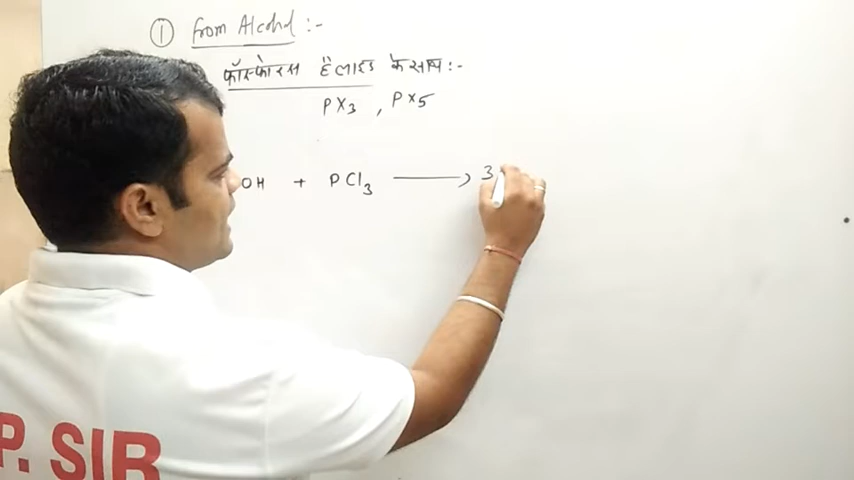 ① from Alcohol :-
फॉस्फोरस हैलाइड के साथ :-
PX₃ , PX₅
OH + PCl₃ ⟶ 3
P. SIR